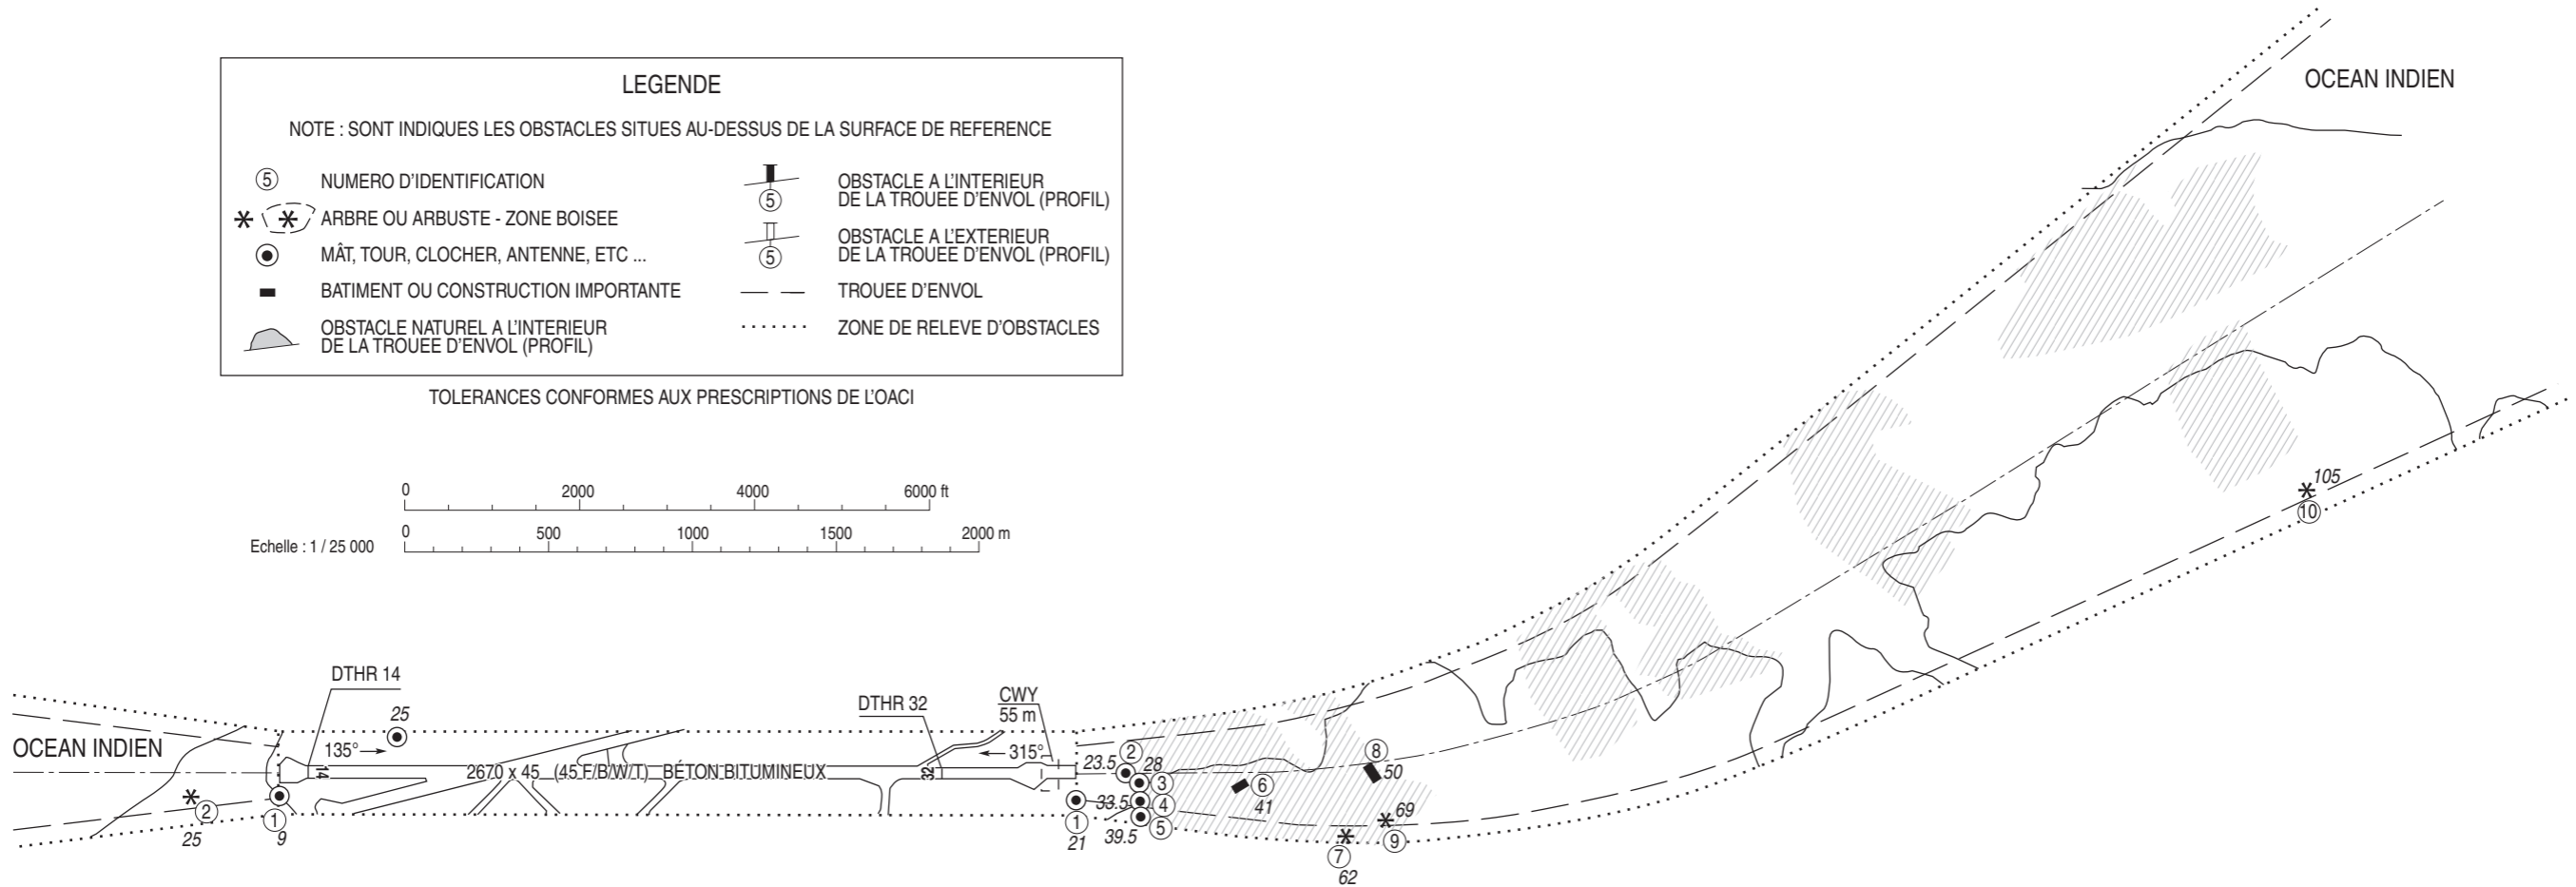 LEGENDE
NOTE : SONT INDIQUES LES OBSTACLES SITUES AU-DESSUS DE LA SURFACE DE REFERENCE
5 NUMERO D'IDENTIFICATION
ARBRE OU ARBUSTE - ZONE BOISEE
MÂT, TOUR, CLOCHER, ANTENNE, ETC ...
BATIMENT OU CONSTRUCTION IMPORTANTE
OBSTACLE NATUREL A L'INTERIEUR
DE LA TROUEE D'ENVOL (PROFIL)
OBSTACLE A L'INTERIEUR
DE LA TROUEE D'ENVOL (PROFIL)
5
OBSTACLE A L'EXTERIEUR
DE LA TROUEE D'ENVOL (PROFIL)
5
TROUEE D'ENVOL
ZONE DE RELEVE D'OBSTACLES
TOLERANCES CONFORMES AUX PRESCRIPTIONS DE L'OACI
0 2000 4000 6000 ft
Echelle : 1 / 25 000
0 500 1000 1500 2000 m
OCEAN INDIEN
105
10
DTHR 14
25
OCEAN INDIEN
135°
14
2670 x 45 (45 F/B/W/T) BÉTON BITUMINEUX
DTHR 32
32
CWY
55 m
315°
2
25
1
9
1
21
2
23.5
28
3
33.5
4
39.5
5
6
41
8
50
69
9
7
62